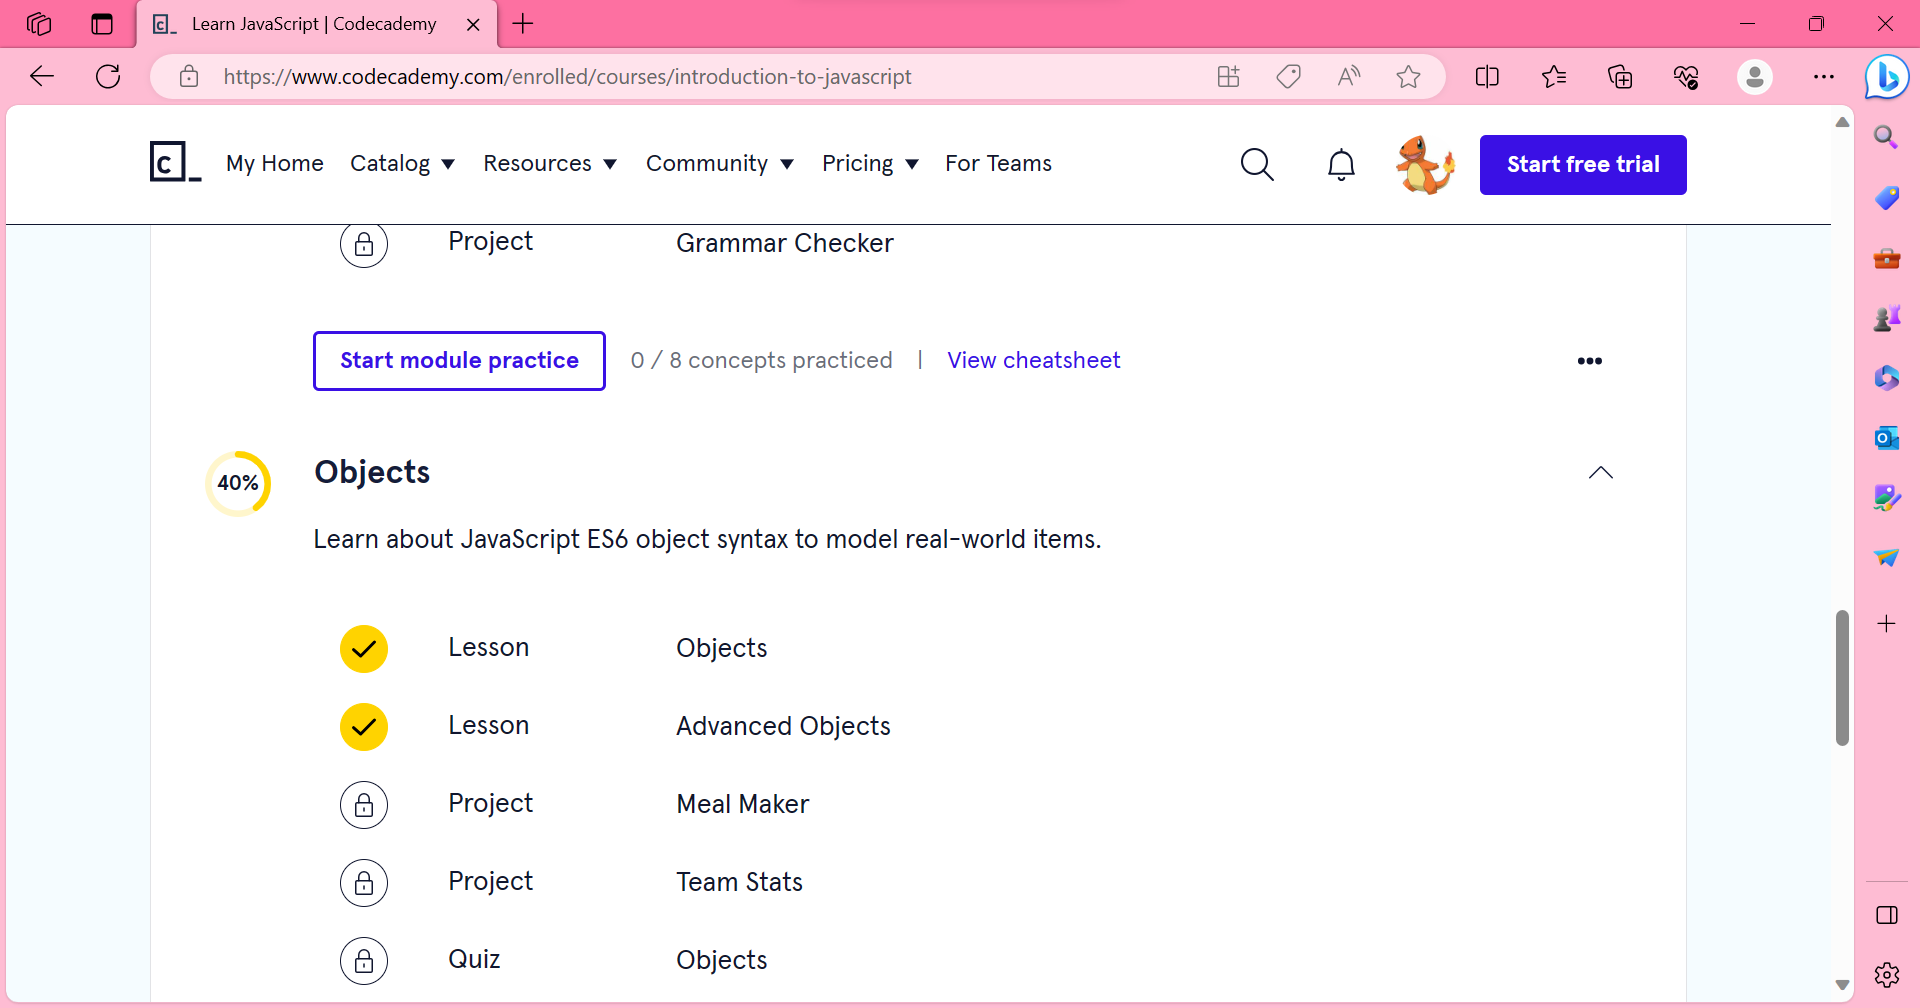 Learn JavaScript | Codecademy
https://www.codecademy.com/enrolled/courses/introduction-to-javascript
c_ My Home Catalog Resources Community Pricing For Teams Start free trial
Project Grammar Checker
Start module practice 0 / 8 concepts practiced | View cheatsheet
40% Objects
Learn about JavaScript ES6 object syntax to model real-world items.
Lesson Objects
Lesson Advanced Objects
Project Meal Maker
Project Team Stats
Quiz Objects